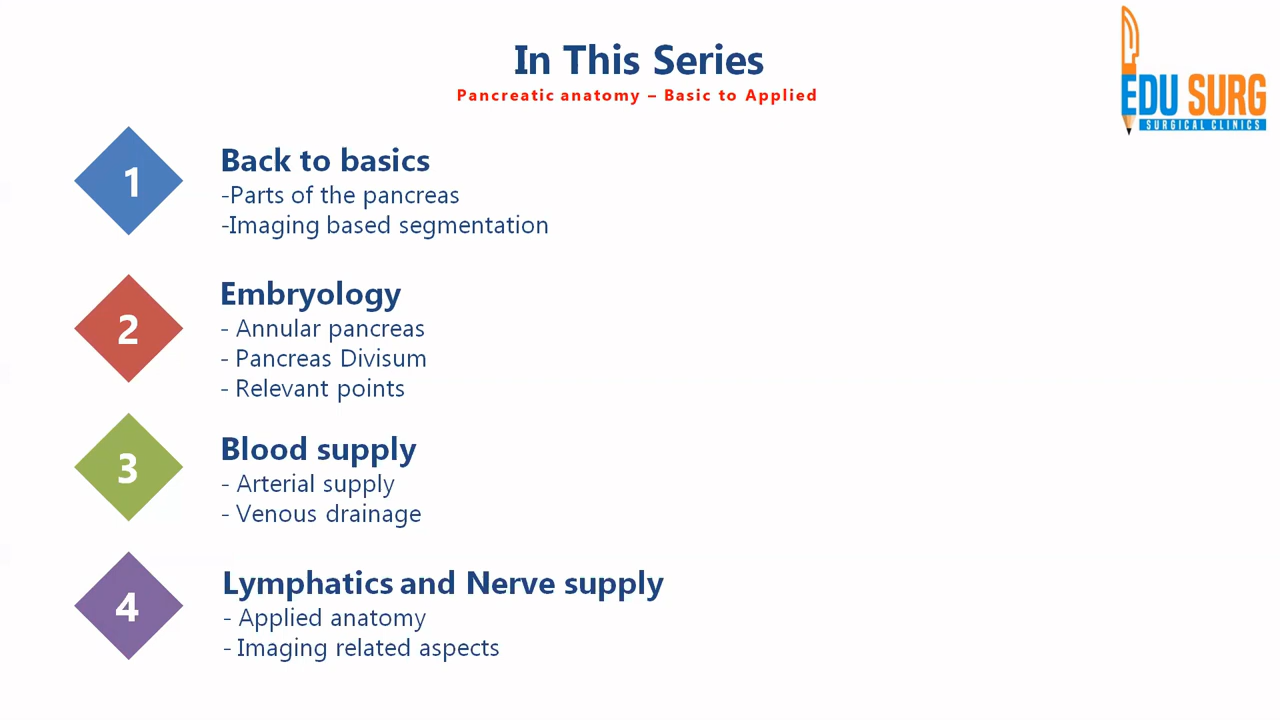 In This Series
Pancreatic anatomy – Basic to Applied
EDU SURG
SURGICAL CLINICS
1
Back to basics
-Parts of the pancreas
-Imaging based segmentation
2
Embryology
- Annular pancreas
- Pancreas Divisum
- Relevant points
3
Blood supply
- Arterial supply
- Venous drainage
4
Lymphatics and Nerve supply
- Applied anatomy
- Imaging related aspects